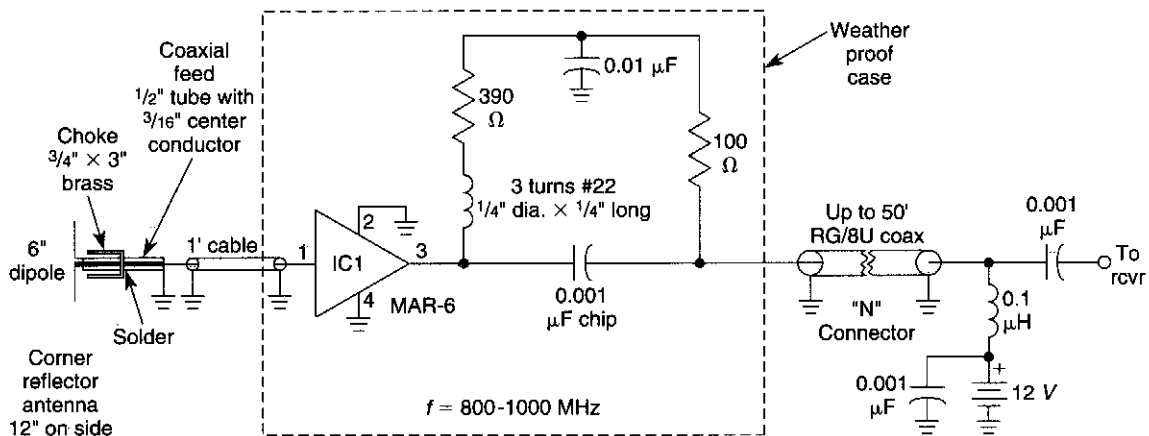 Coaxial
feed
1/2" tube with
3/16" center
conductor
Choke
3/4" × 3"
brass
6"
dipole
Solder
Corner
reflector
antenna
12" on side
1' cable
1
IC1
2
3
4
MAR-6
390
Ω
3 turns #22
1/4" dia. × 1/4" long
0.01 μF
100
Ω
0.001
μF chip
f = 800-1000 MHz
Weather
proof
case
Up to 50'
RG/8U coax
"N"
Connector
0.001
μF
To
rcvr
0.1
μH
0.001
μF
+
12 V